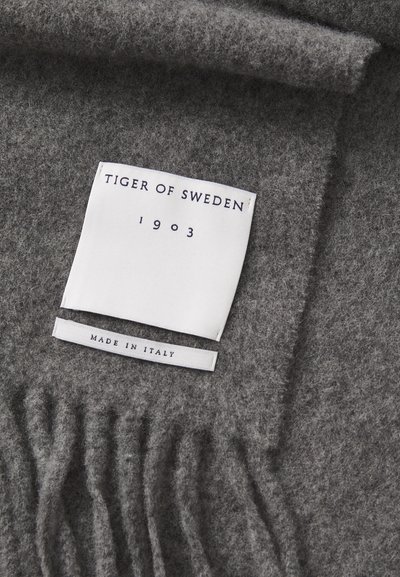 TIGER OF SWEDEN
1903
MADE IN ITALY